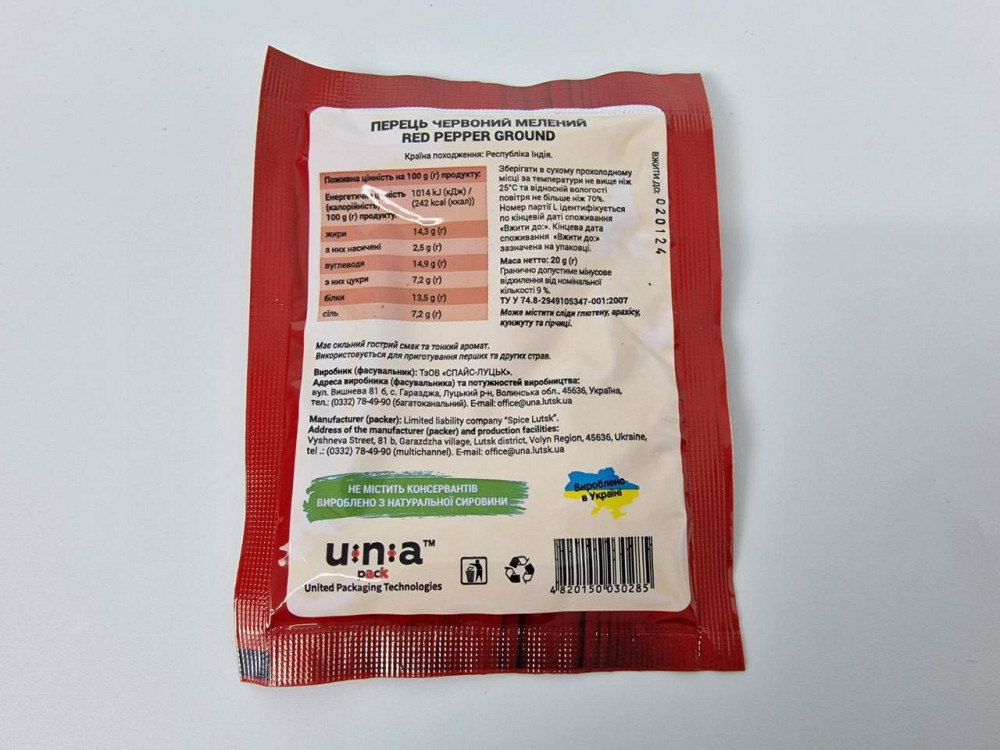 ПЕРЕЦЬ ЧЕРВОНИЙ МЕЛЕНИЙ
RED PEPPER GROUND
Країна походження: Республіка Індія.
Поживна цінність на 100 g (г) продукту:
Енергетична цінність (калорійність) 100 g (г) продукту: 1014 kJ (кДж) / (242 kcal (ккал))
жири 14,3 g (г)
з них насичені 2,5 g (г)
вуглеводи 14,9 g (г)
з них цукри 7,2 g (г)
білки 13,5 g (г)
сіль 7,2 g (г)
Зберігати в сухому прохолодному
місці за температури не вище ніж
25°С та відносній вологості
повітря не більше ніж 70%.
Номер партії L ідентифікується
по кінцевій даті споживання
«Вжити до:». Кінцева дата
споживання «Вжити до:»
зазначена на упаковці.
Маса нетто: 20 g (г)
Гранично допустиме мінусове
відхилення від номінальної
кількості 9 %.
ТУ У 74.8-2949105347-001:2007
Може містити сліди глютену, арахісу,
кунжуту та гірчиці.
ВЖИТИ ДО: 020124
Має сильний гострий смак та тонкий аромат.
Використовується для приготування перших та других страв.
Виробник (фасувальник): ТзОВ «СПАЙС-ЛУЦЬК».
Адреса виробника (фасувальника) та потужностей виробництва:
вул. Вишнева 81 б, с. Гаразджа, Луцький р-н, Волинська обл., 45636, Україна,
тел.: (0332) 78-49-90 (багатоканальний). E-mail: office@una.lutsk.ua
Manufacturer (packer): Limited liability company "Spice Lutsk".
Address of the manufacturer (packer) and production facilities:
Vyshneva Street, 81 b, Garazdzha village, Lutsk district, Volyn Region, 45636, Ukraine,
tel .: (0332) 78-49-90 (multichannel). E-mail: office@una.lutsk.ua
НЕ МІСТИТЬ КОНСЕРВАНТІВ
ВИРОБЛЕНО З НАТУРАЛЬНОЇ СИРОВИНИ
Вироблено
в Україні
u:n:a™
pack
United Packaging Technologies
4 820150 030285